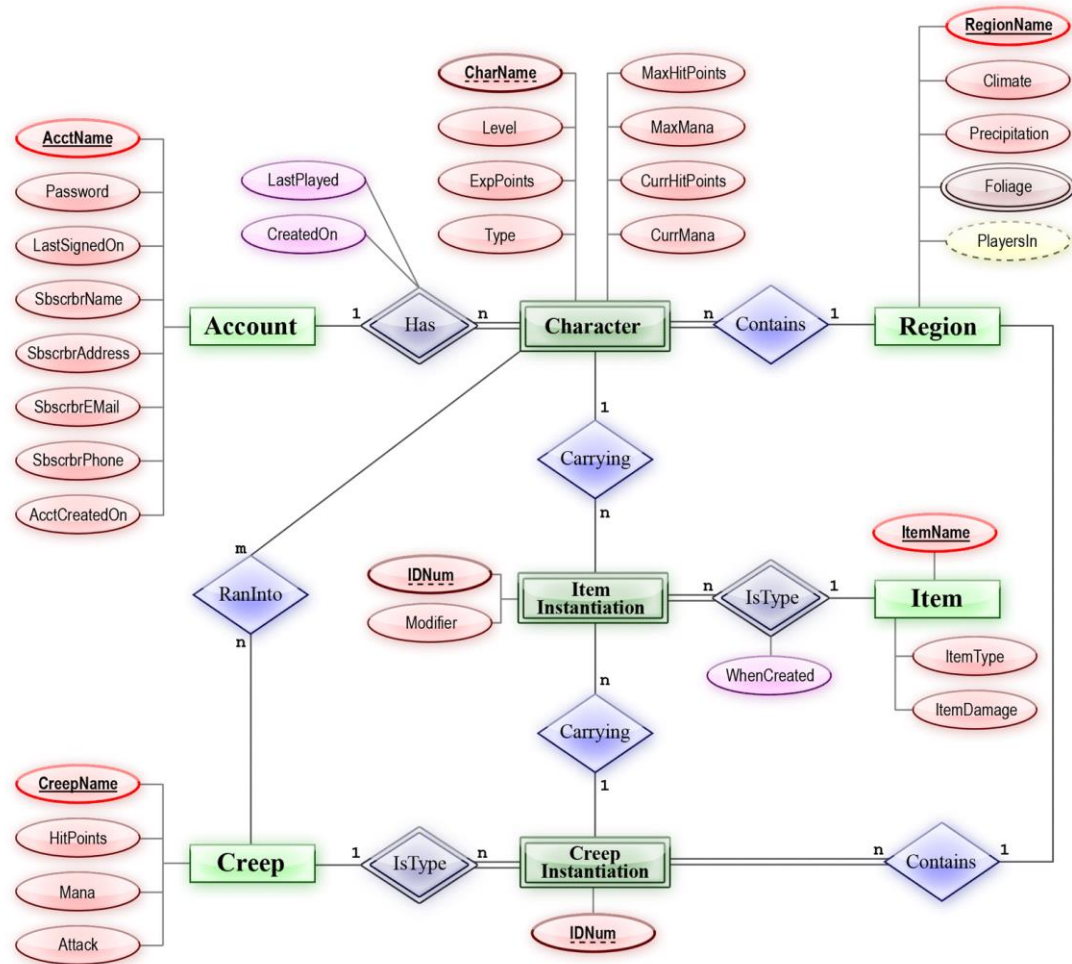 RegionName
CharName
MaxHitPoints
Climate
AcctName
Level
MaxMana
Precipitation
Password
LastPlayed
ExpPoints
CurrHitPoints
Foliage
LastSignedOn
CreatedOn
Type
CurrMana
PlayersIn
SbscrbrName
Account
1
Has
n
Character
n
Contains
1
Region
SbscrbrAddress
SbscrbrEMail
1
SbscrbrPhone
Carrying
AcctCreatedOn
n
ItemName
m
RanInto
IDNum
Modifier
Item
Instantiation
n
IsType
1
Item
n
n
WhenCreated
ItemType
ItemDamage
Carrying
CreepName
1
HitPoints
Creep
1
IsType
n
Creep
Instantiation
n
Contains
1
Mana
IDNum
Attack